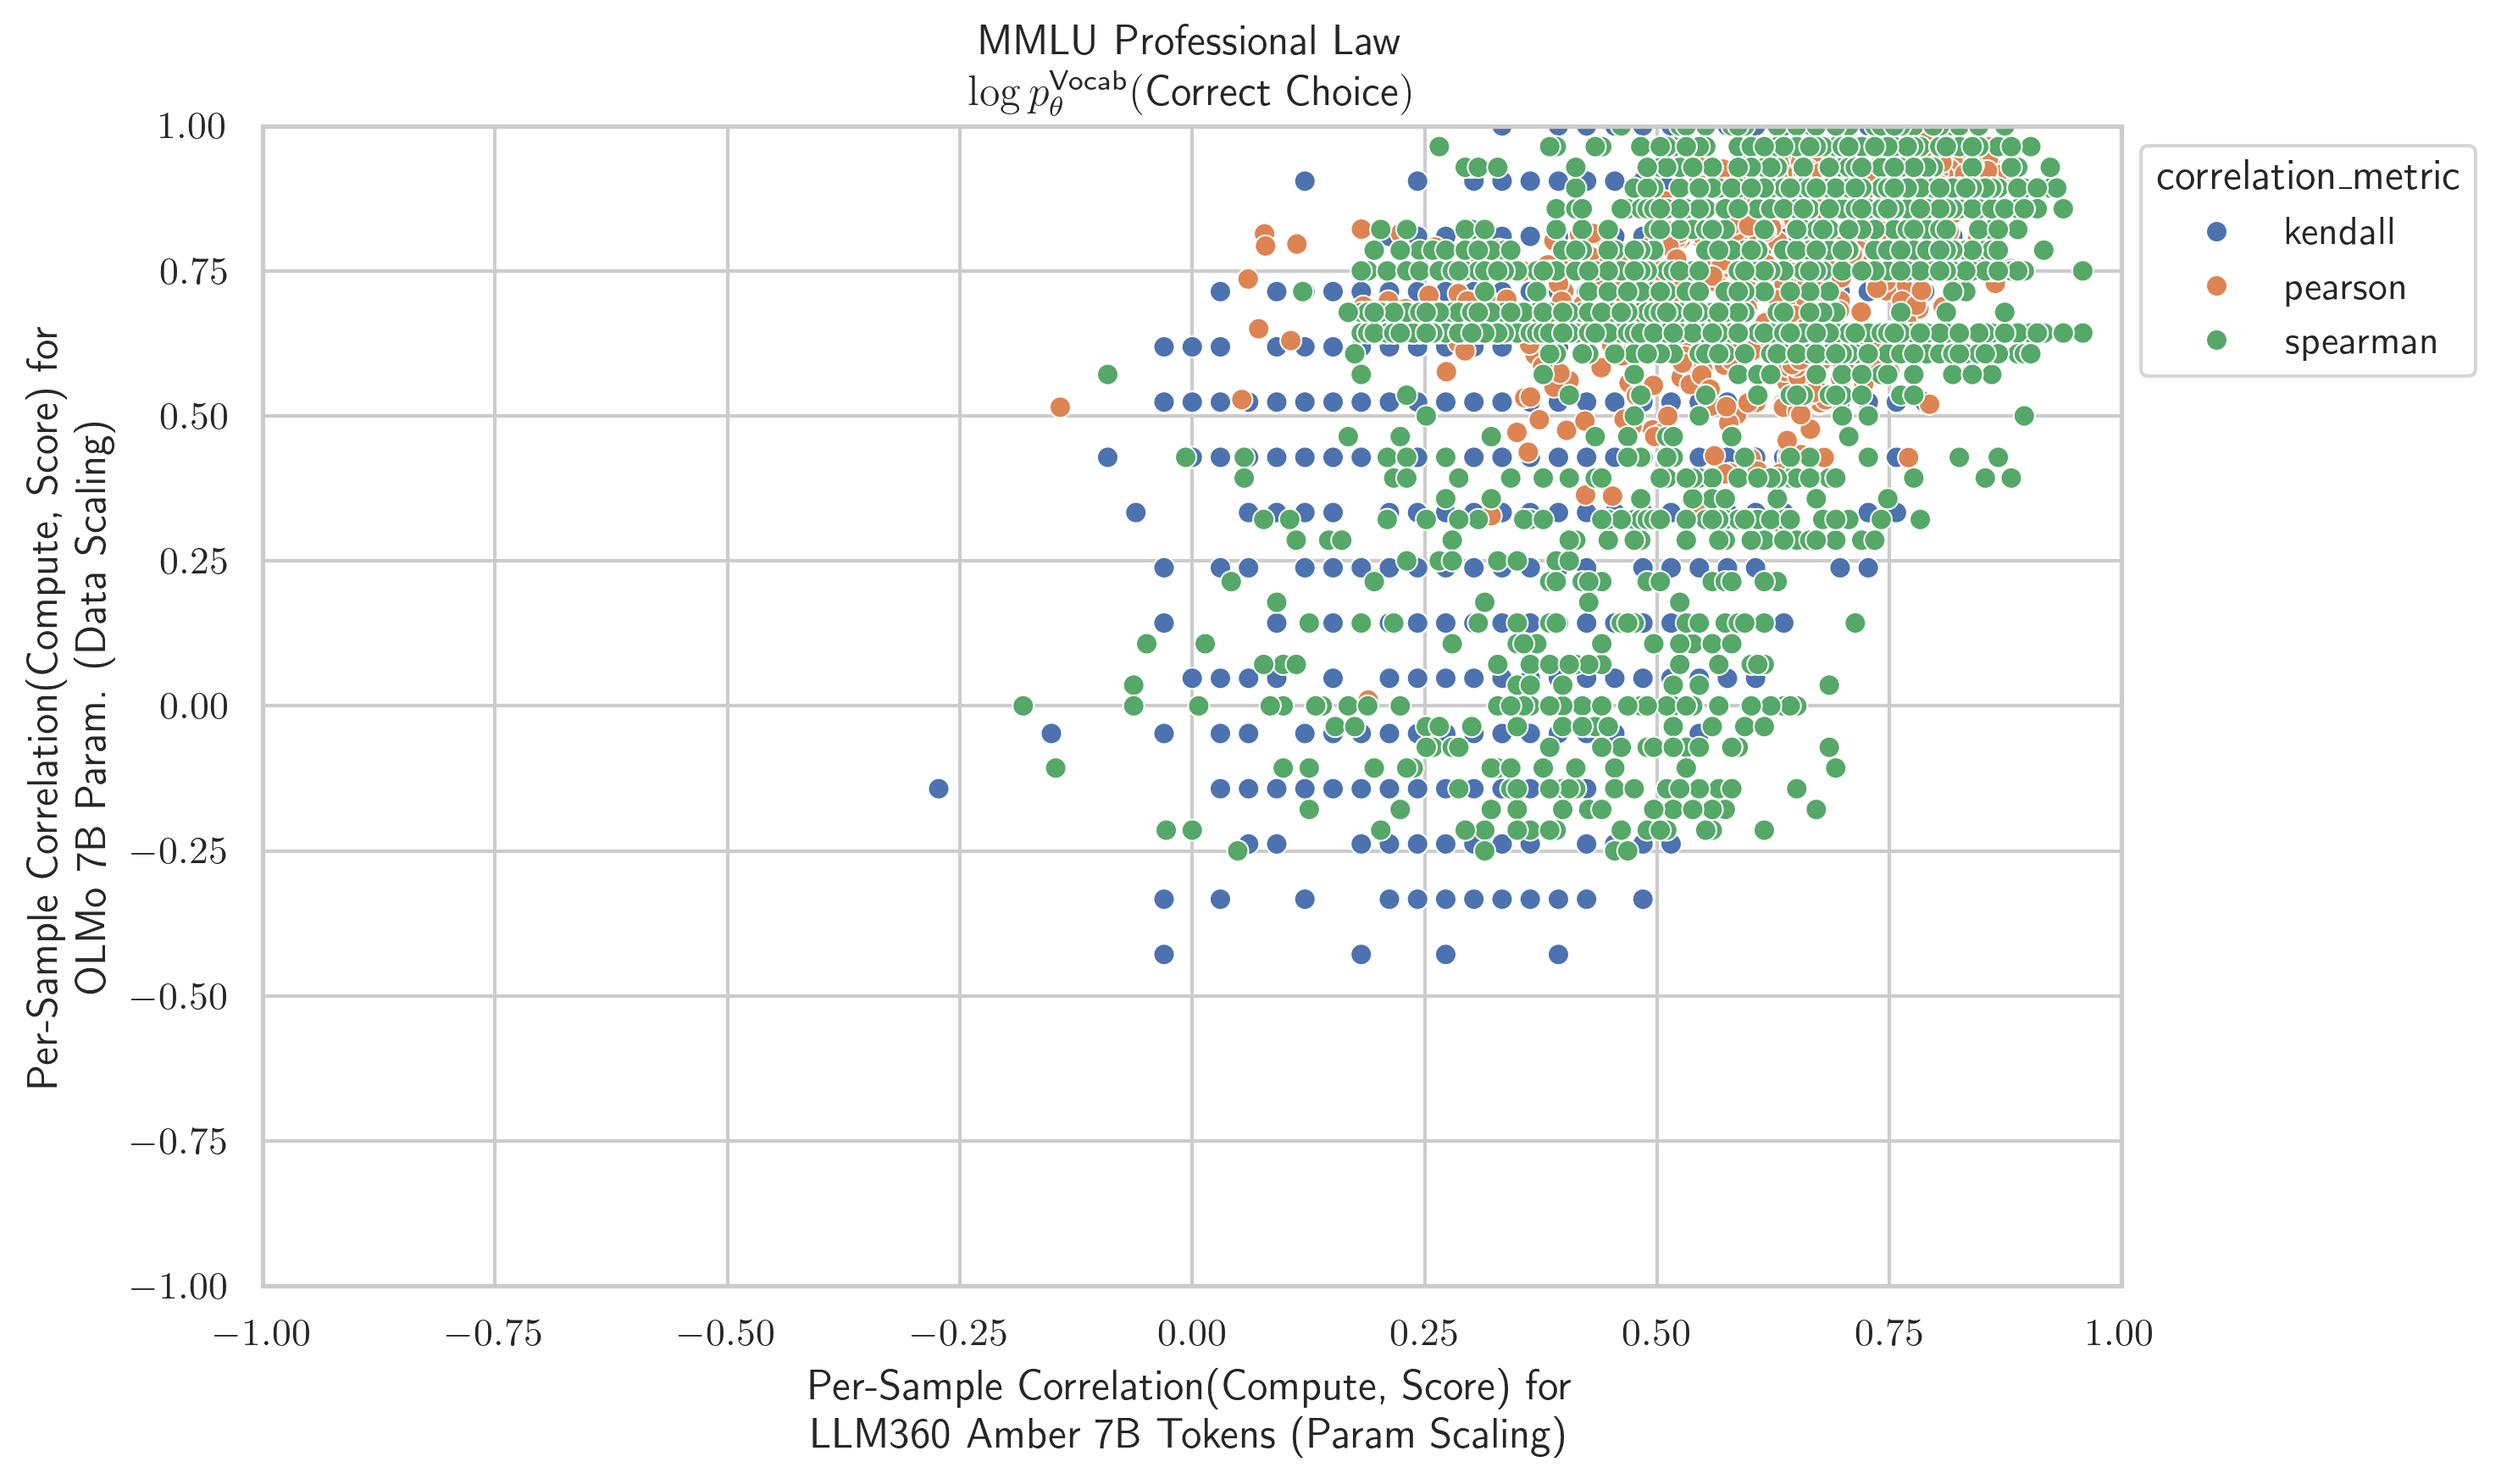 MMLU Professional Law
log p_θ^Vocab(Correct Choice)
Per-Sample Correlation(Compute, Score) for
OLMo 7B Param. (Data Scaling)
1.00
0.75
0.50
0.25
0.00
−0.25
−0.50
−0.75
−1.00
−1.00
−0.75
−0.50
−0.25
0.00
0.25
0.50
0.75
1.00
Per-Sample Correlation(Compute, Score) for
LLM360 Amber 7B Tokens (Param Scaling)
correlation_metric
kendall
pearson
spearman